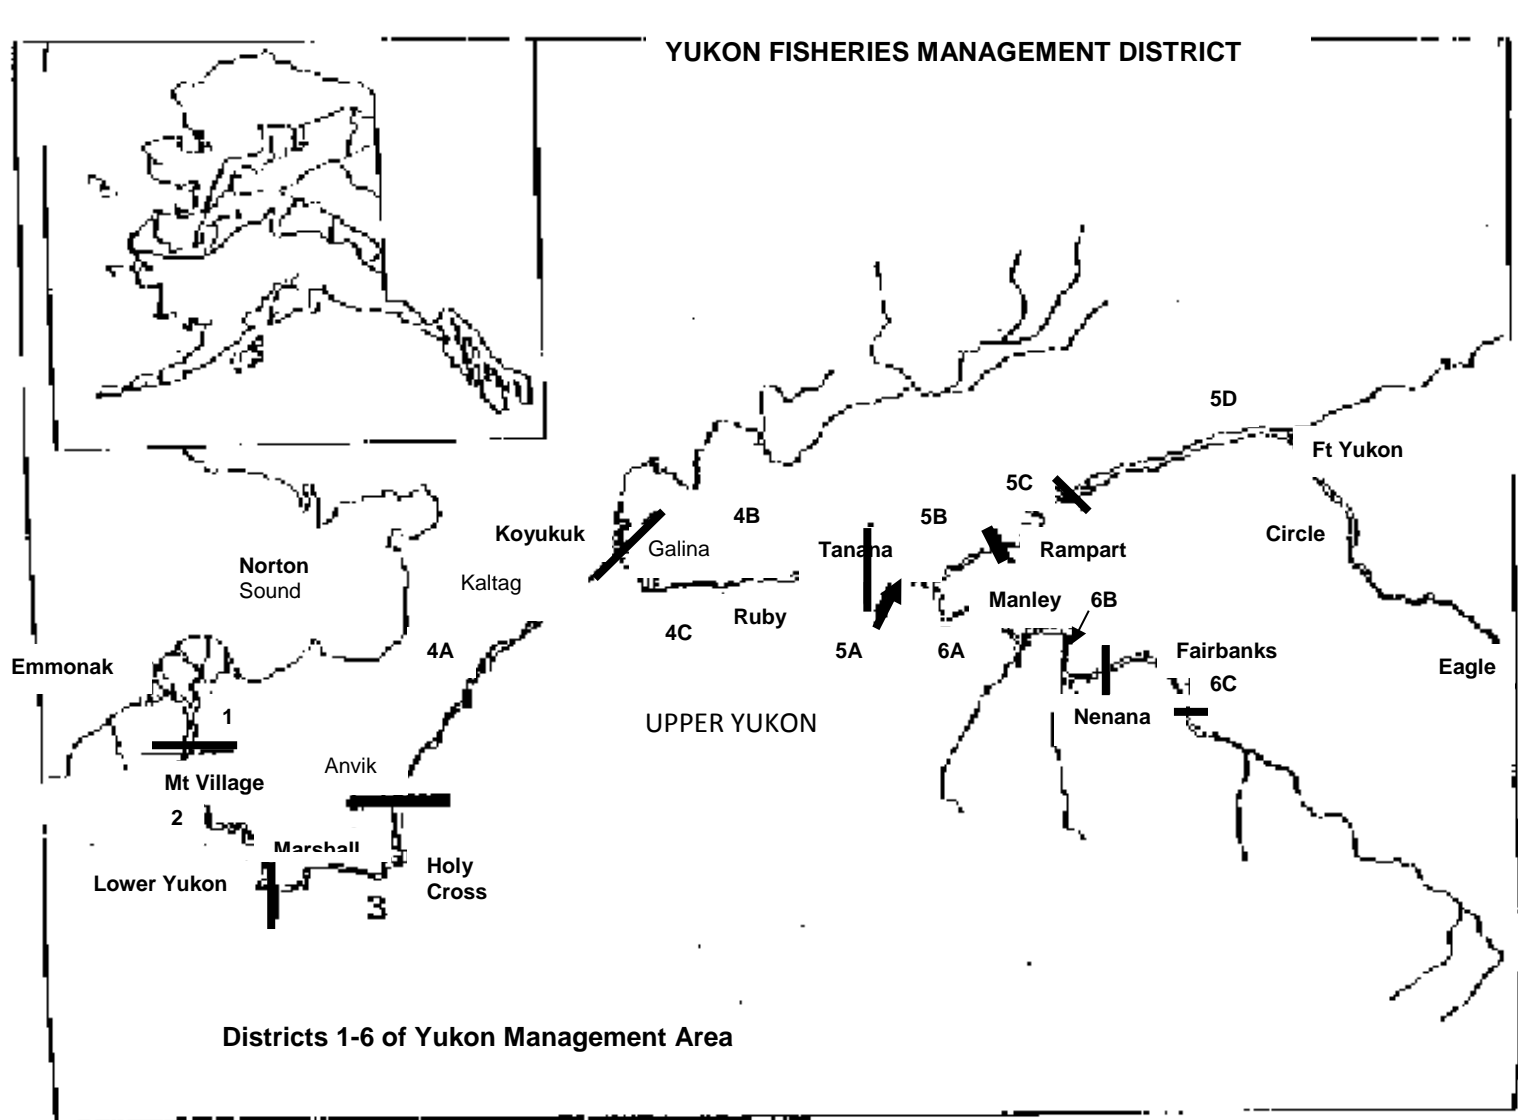 YUKON FISHERIES MANAGEMENT DISTRICT
5D
Ft Yukon
5C
4B
5B
Koyukuk
Galina
Tanana
Rampart
Circle
Norton
Sound
Kaltag
Ruby
Manley
6B
4C
4A
5A
6A
Fairbanks
Emmonak
Eagle
6C
1
UPPER YUKON
Nenana
Anvik
Mt Village
2
Marshall
Holy
Cross
Lower Yukon
3
Districts 1-6 of Yukon Management Area